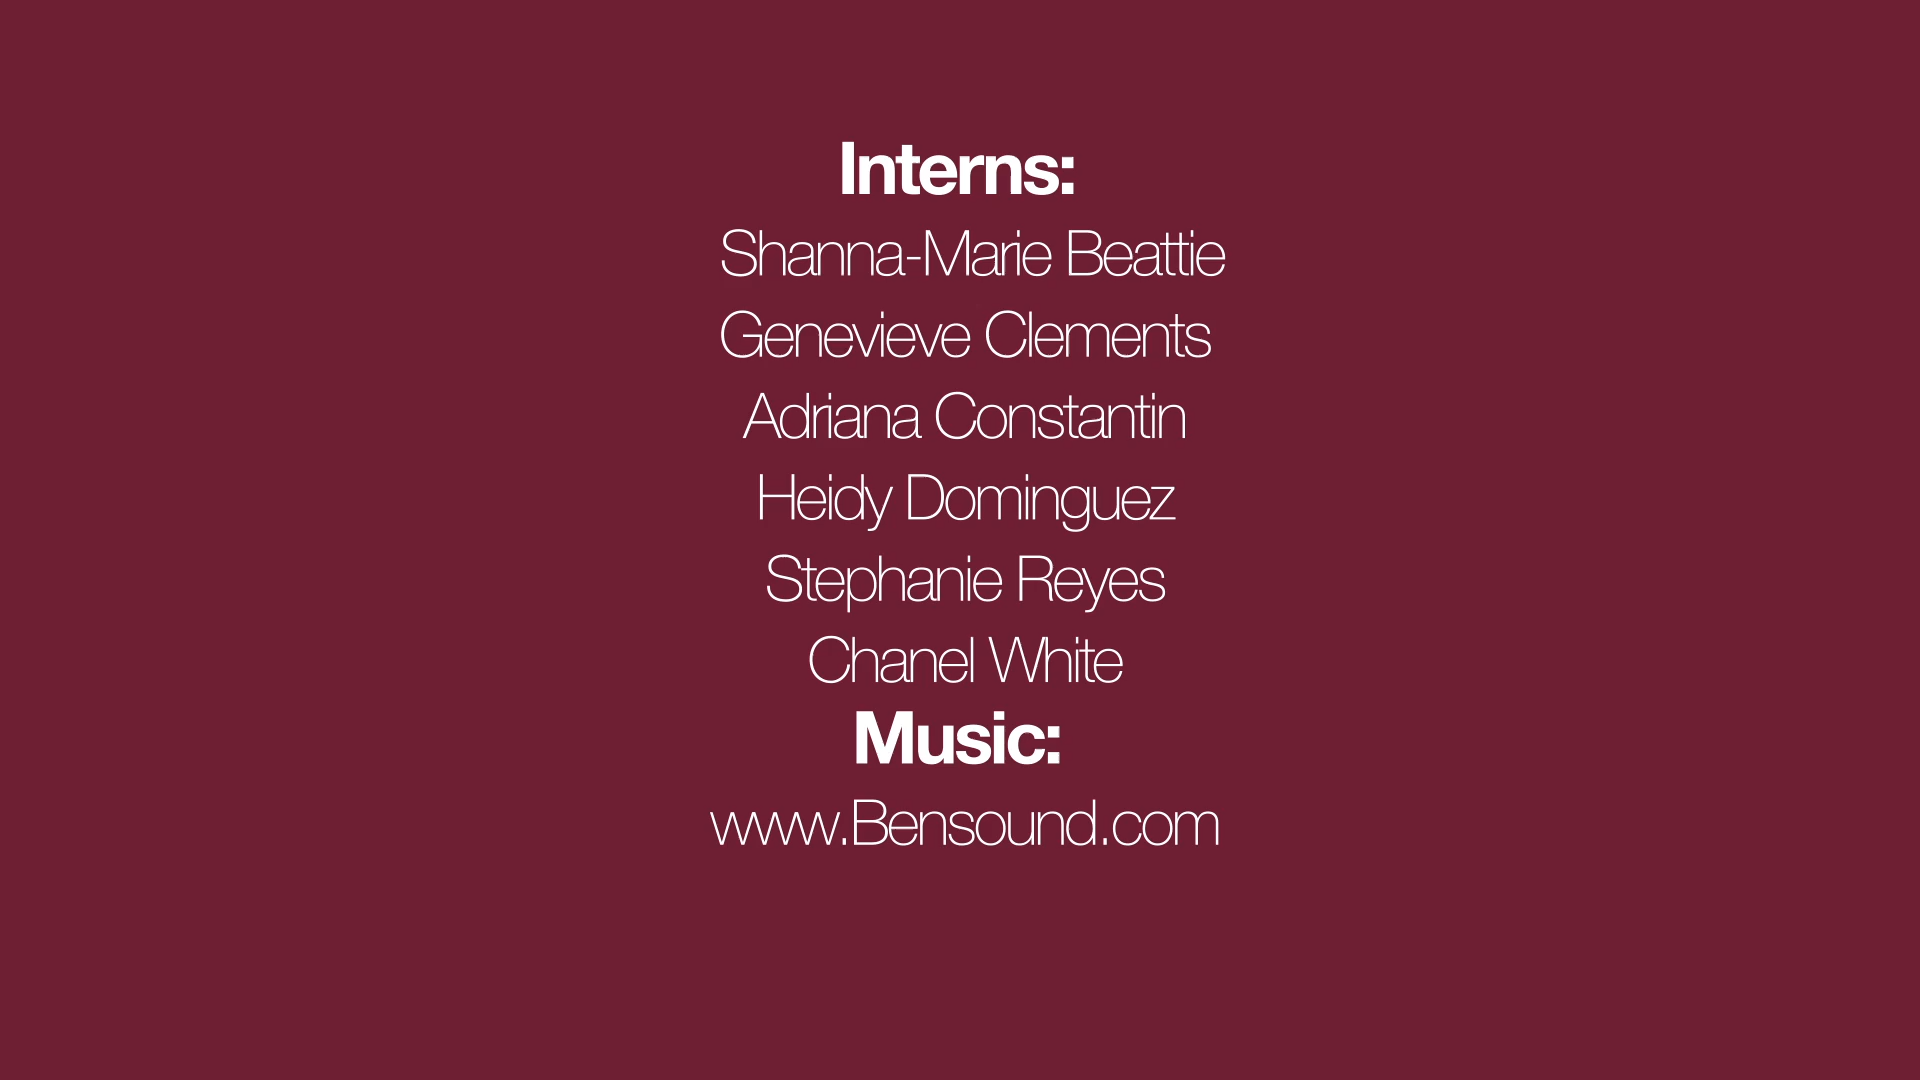 Interns:
Shanna-Marie Beattie
Genevieve Clements
Adriana Constantin
Heidy Dominguez
Stephanie Reyes
Chanel White
Music:
www.Bensound.com